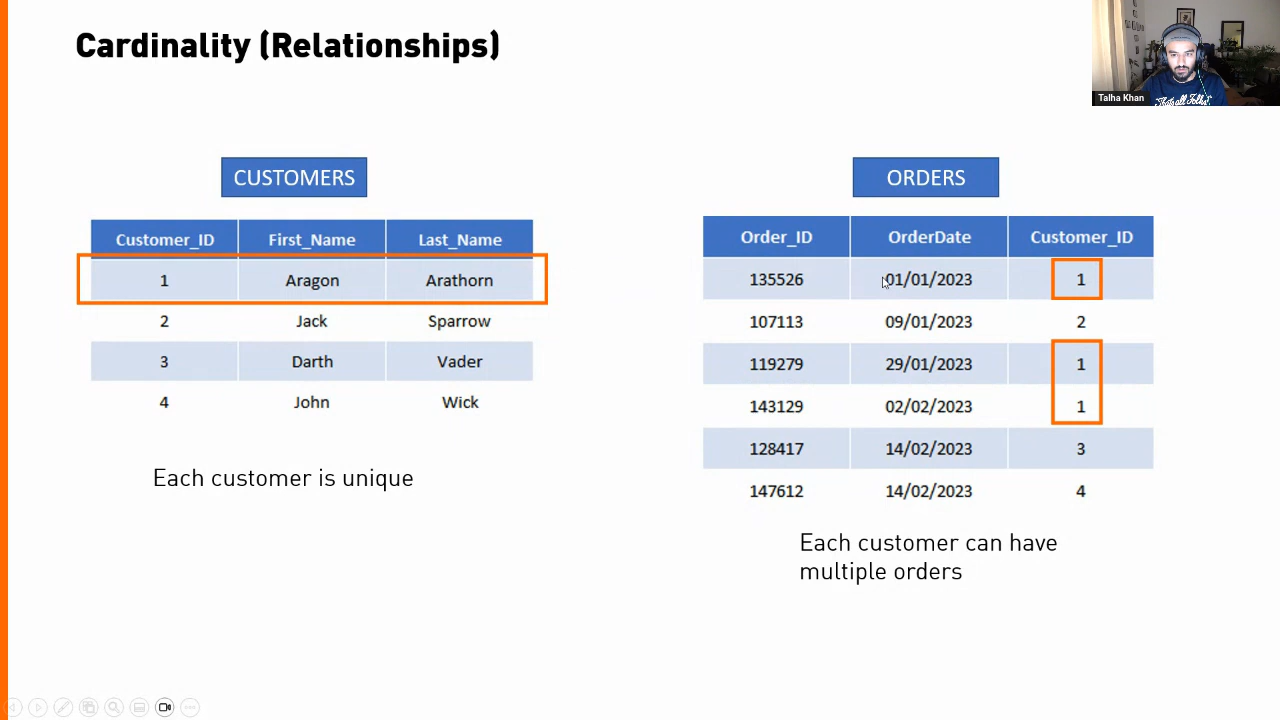 Cardinality (Relationships)
Talha Khan
CUSTOMERS
Customer_ID First_Name Last_Name
1 Aragon Arathorn
2 Jack Sparrow
3 Darth Vader
4 John Wick
Each customer is unique
ORDERS
Order_ID OrderDate Customer_ID
135526 01/01/2023 1
107113 09/01/2023 2
119279 29/01/2023 1
143129 02/02/2023 1
128417 14/02/2023 3
147612 14/02/2023 4
Each customer can have
multiple orders
That's all Folks!